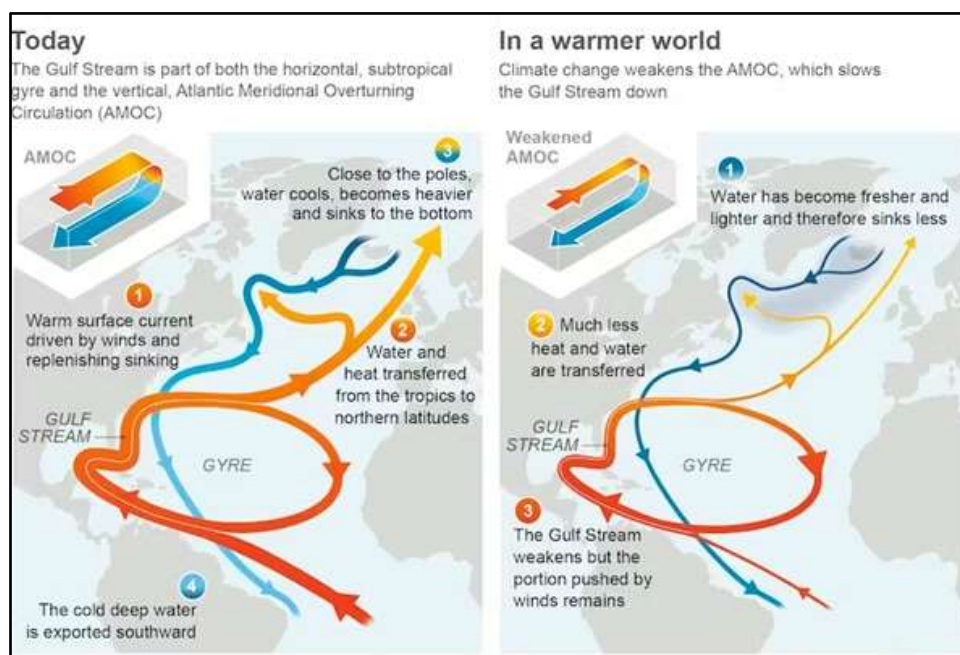 Today
The Gulf Stream is part of both the horizontal, subtropical
gyre and the vertical, Atlantic Meridional Overturning
Circulation (AMOC)
AMOC
3
Close to the poles,
water cools, becomes heavier
and sinks to the bottom
1
Warm surface current
driven by winds and
replenishing sinking
2
Water and
heat transferred
from the tropics to
northern latitudes
GULF
STREAM
GYRE
4
The cold deep water
is exported southward
In a warmer world
Climate change weakens the AMOC, which slows
the Gulf Stream down
Weakened
AMOC
1
Water has become fresher and
lighter and therefore sinks less
2 Much less
heat and water
are transferred
GULF
STREAM
GYRE
3
The Gulf Stream
weakens but the
portion pushed by
winds remains